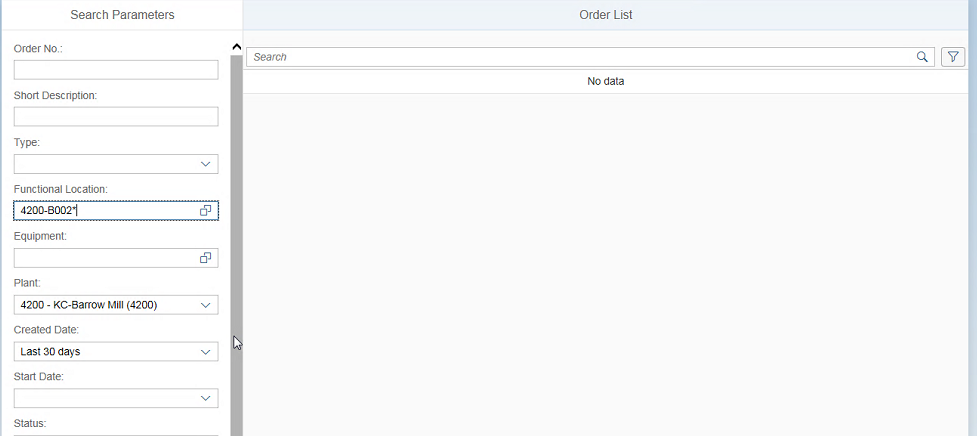 Search Parameters
Order List
Order No.:
Search
No data
Short Description:
Type:
Functional Location:
4200-B002*
Equipment:
Plant:
4200 - KC-Barrow Mill (4200)
Created Date:
Last 30 days
Start Date:
Status: